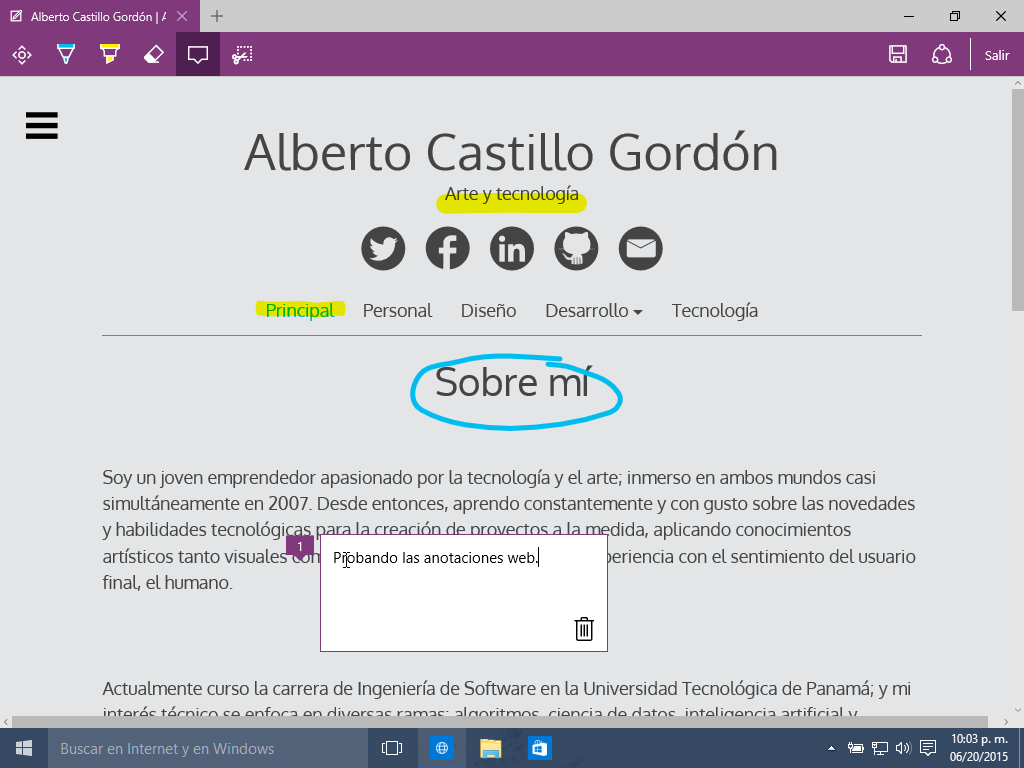 Alberto Castillo Gordón | A
Salir
Alberto Castillo Gordón
Arte y tecnología
Principal Personal Diseño Desarrollo Tecnología
Sobre mí
Soy un joven emprendedor apasionado por la tecnología y el arte; inmerso en ambos mundos casi
simultáneamente en 2007. Desde entonces, aprendo constantemente y con gusto sobre las novedades
y habilidades tecnológicas para la creación de proyectos a la medida, aplicando conocimientos
artísticos tanto visuales periencia con el sentimiento del usuario
final, el humano.
1
Probando las anotaciones web.
Actualmente curso la carrera de Ingeniería de Software en la Universidad Tecnológica de Panamá; y mi
interés técnico se enfoca en diversas ramas: algoritmos, ciencia de datos, inteligencia artificial y
Buscar en Internet y en Windows
10:03 p. m.
06/20/2015